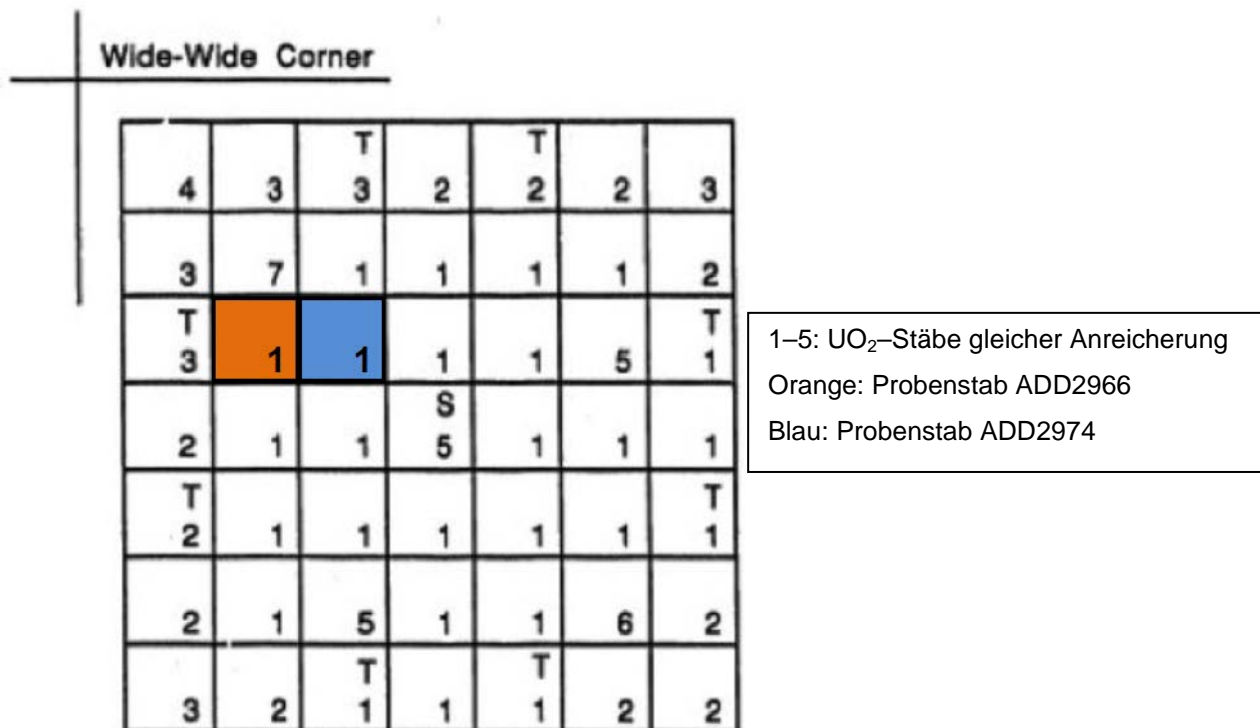 Wide-Wide Corner
T T
4 3 3 2 2 2 3
3 7 1 1 1 1 2
T T
3 1 1 1 1 5 1
S
2 1 1 5 1 1 1
T T
2 1 1 1 1 1 1
2 1 5 1 1 6 2
T T
3 2 1 1 1 2 2
1–5: UO₂–Stäbe gleicher Anreicherung
Orange: Probenstab ADD2966
Blau: Probenstab ADD2974